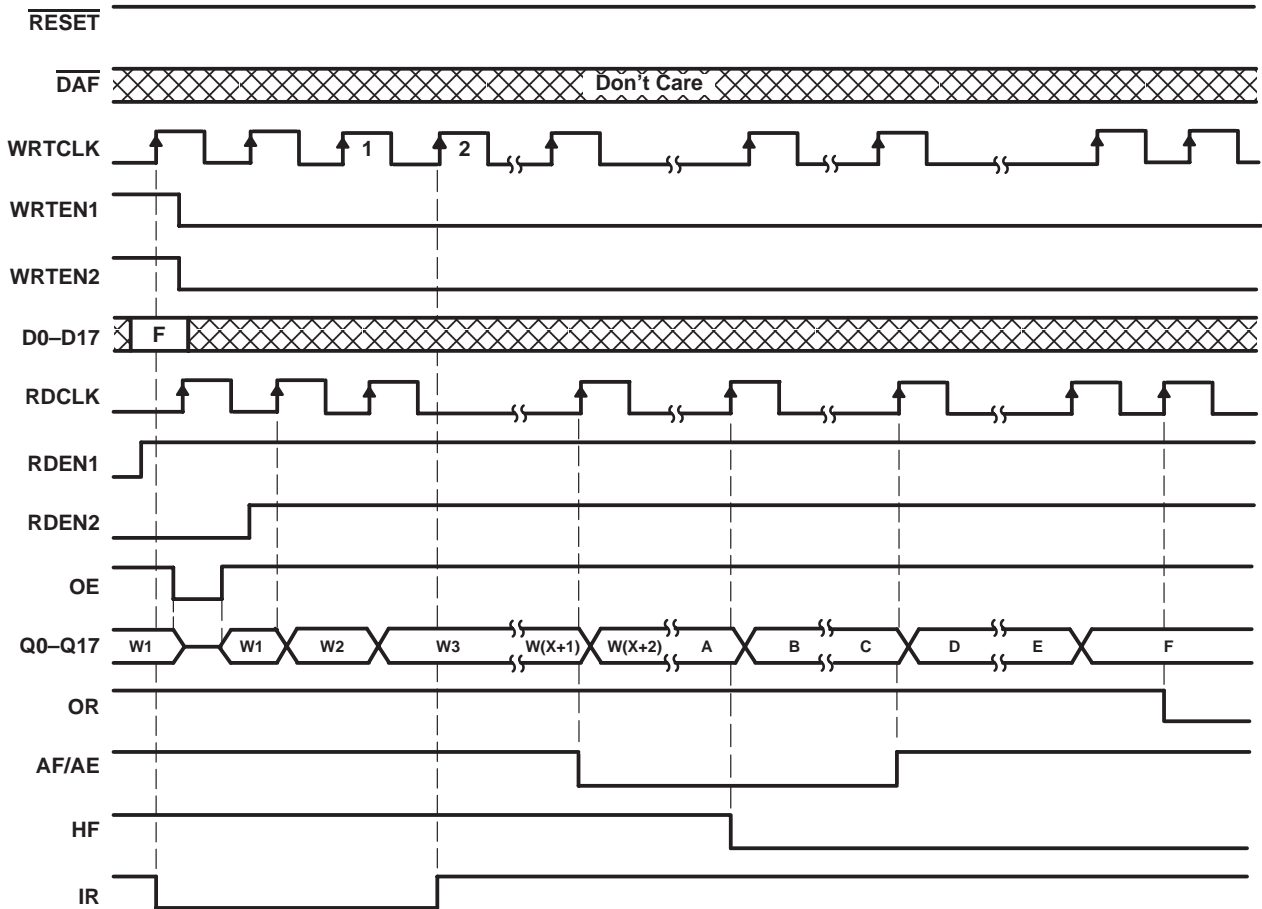 RESET
DAF Don't Care
WRTCLK 1 2
WRTEN1
WRTEN2
D0–D17 F
RDCLK
RDEN1
RDEN2
OE
Q0–Q17 W1 W1 W2 W3 W(X+1) W(X+2) A B C D E F
OR
AF/AE
HF
IR